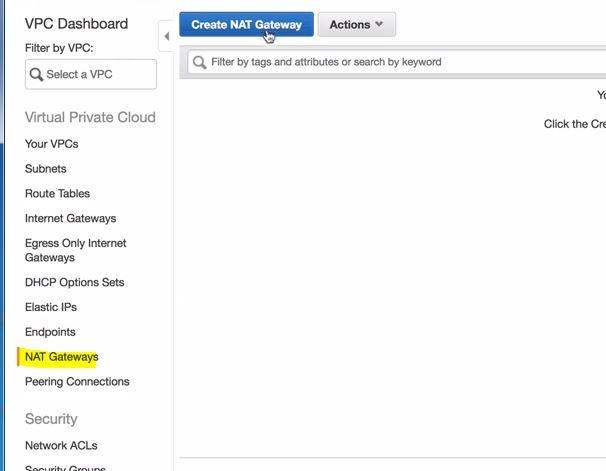 VPC Dashboard
Filter by VPC:
Select a VPC
Virtual Private Cloud
Your VPCs
Subnets
Route Tables
Internet Gateways
Egress Only Internet
Gateways
DHCP Options Sets
Elastic IPs
Endpoints
NAT Gateways
Peering Connections
Security
Network ACLs
Security Groups
Create NAT Gateway
Actions
Filter by tags and attributes or search by keyword
Click the